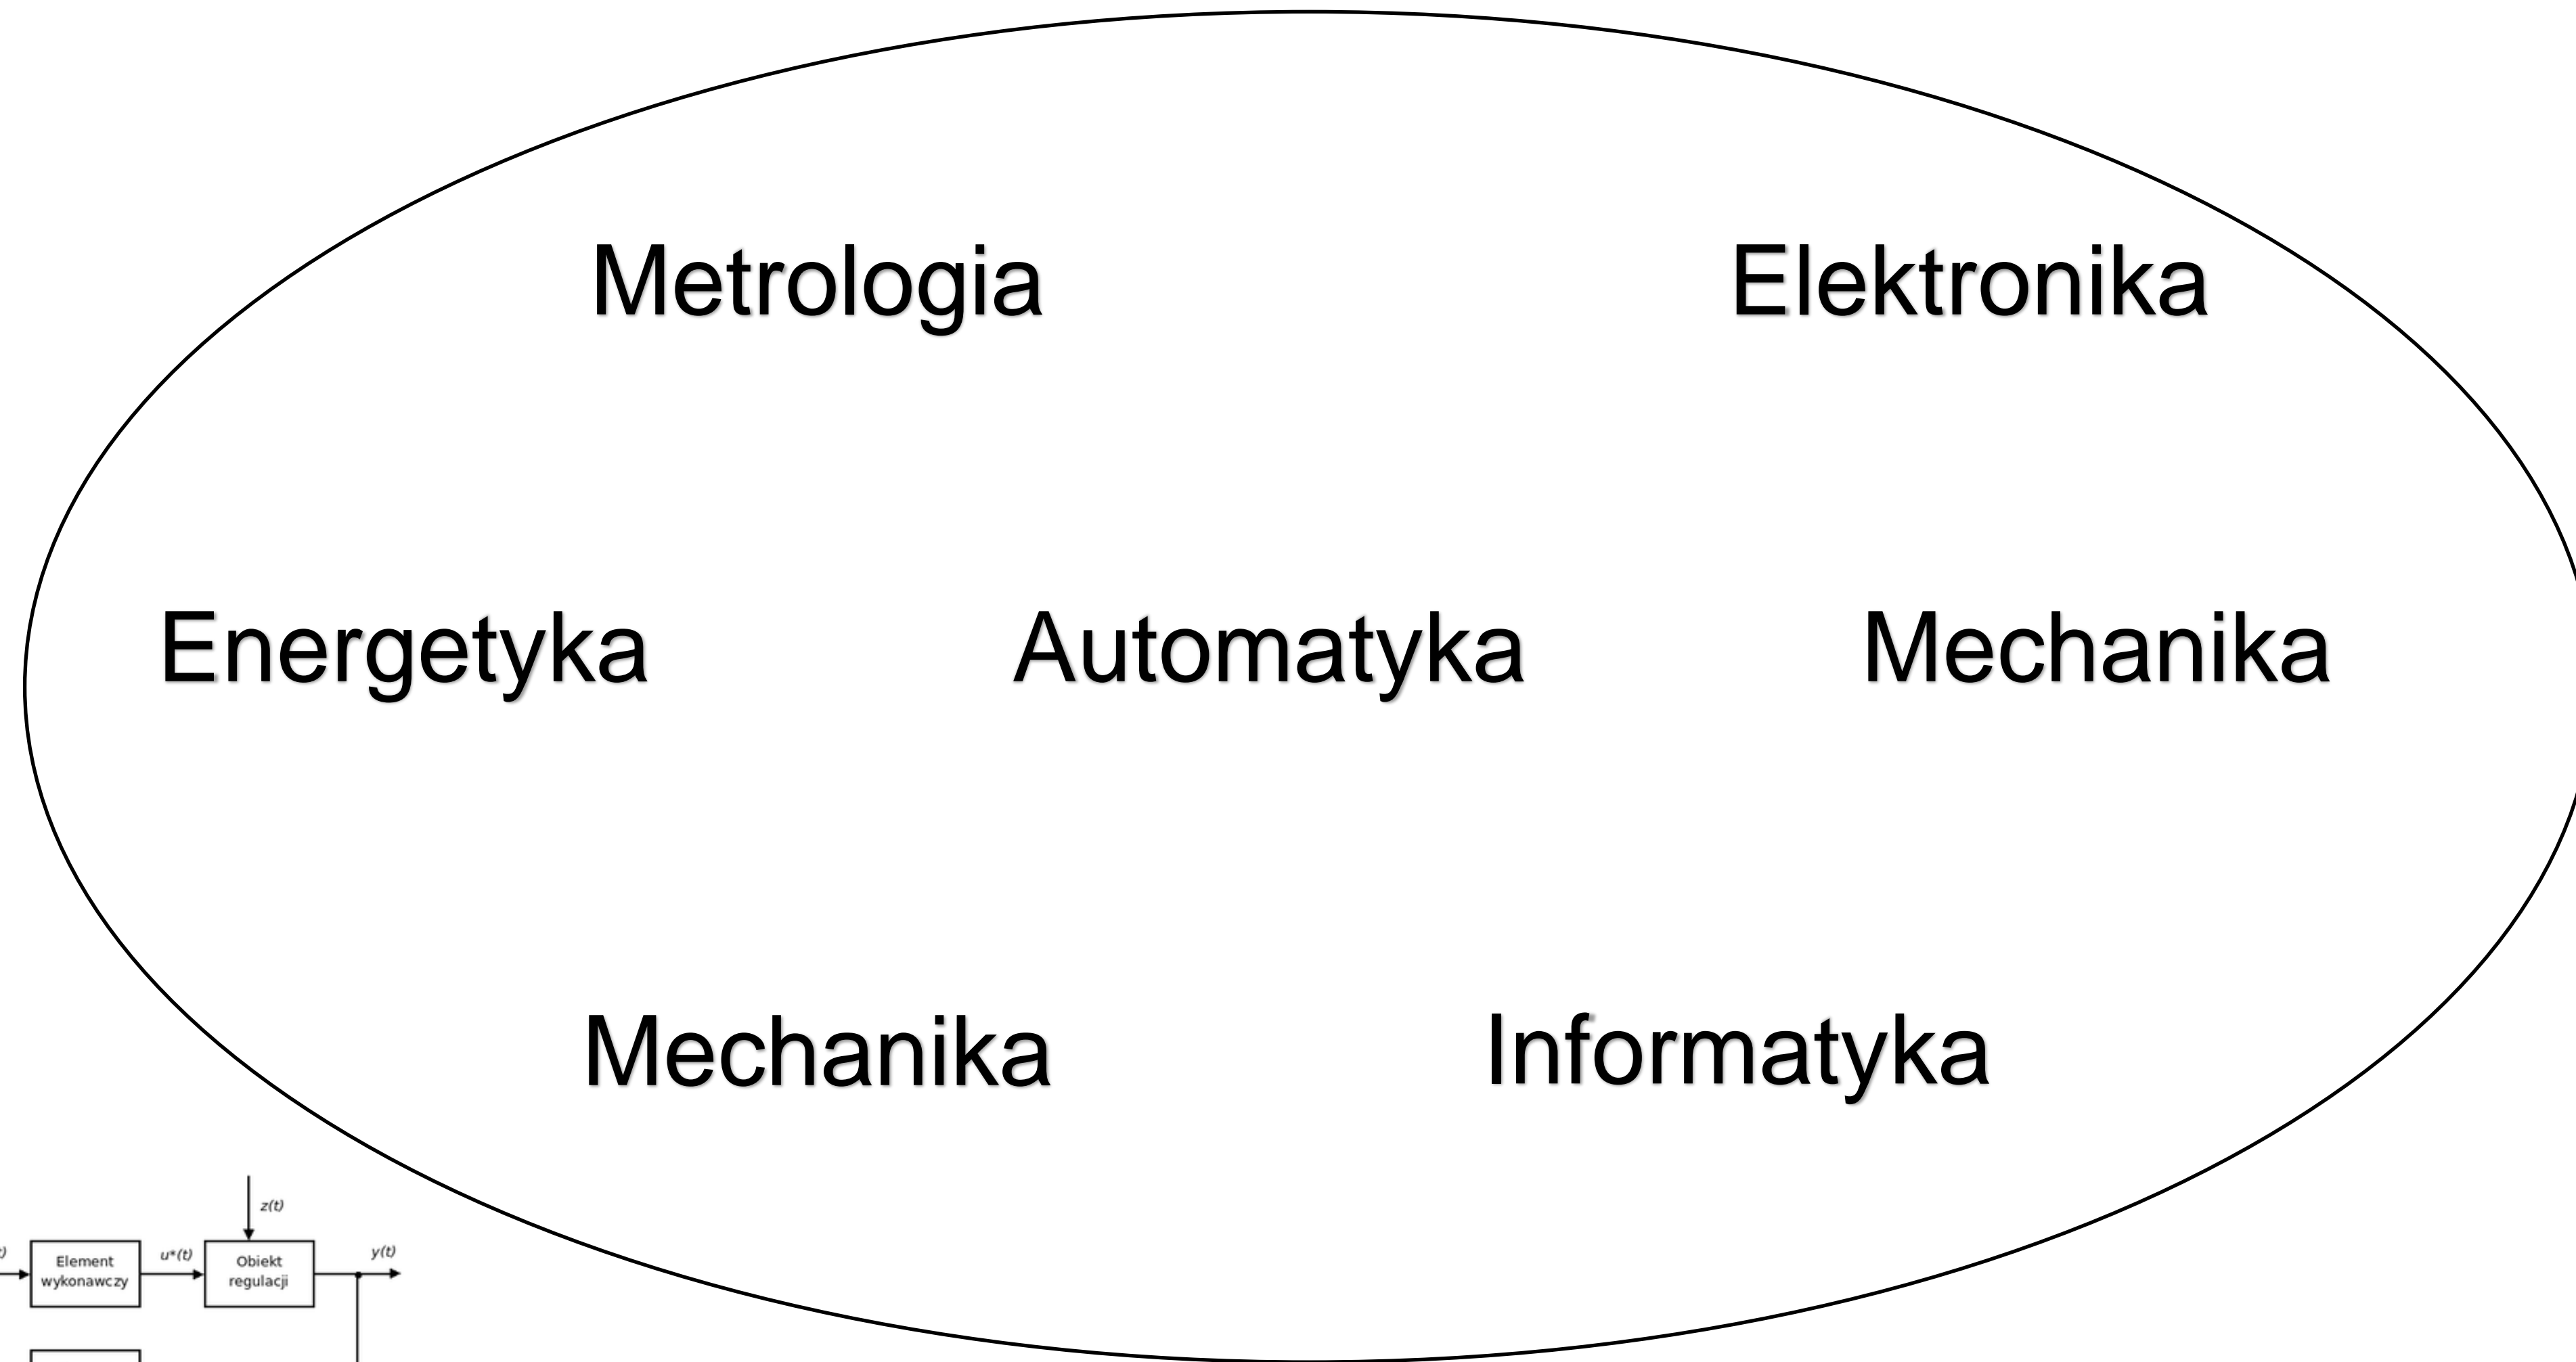 Metrologia
Elektronika
Energetyka
Automatyka
Mechanika
Mechanika
Informatyka
z(t)
Element
wykonawczy
u*(t)
Obiekt
regulacji
y(t)